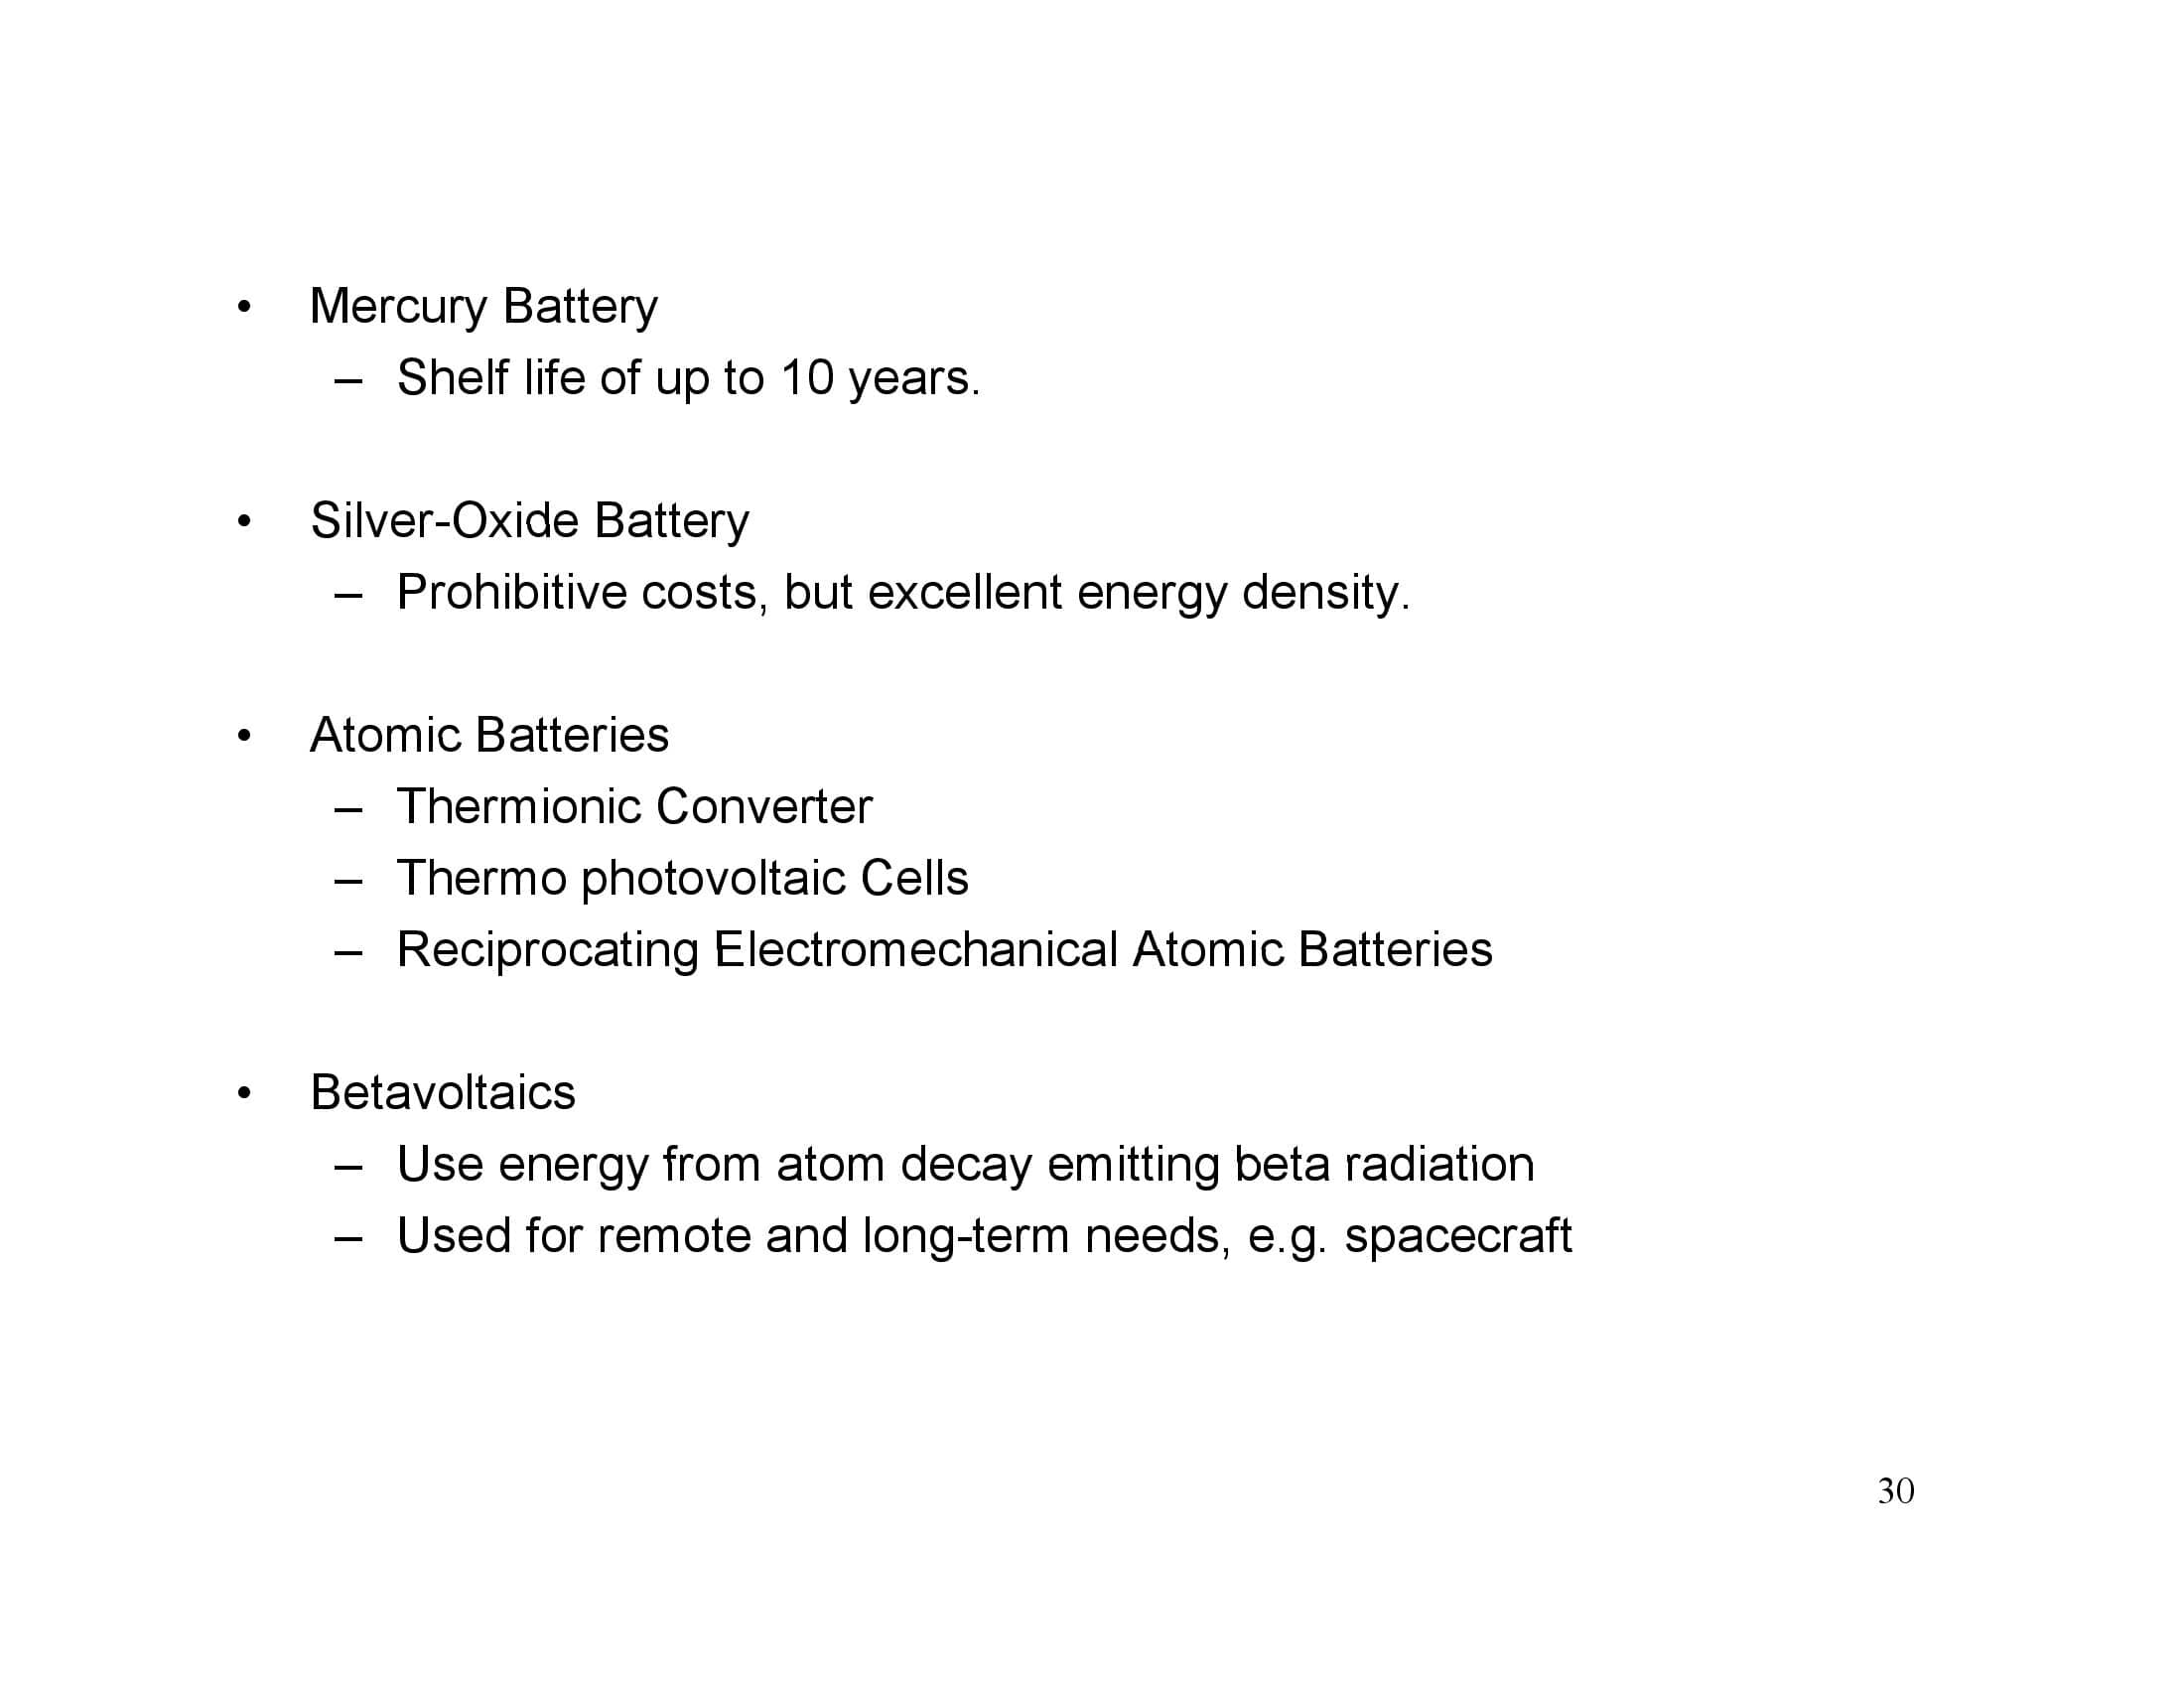 • Mercury Battery
– Shelf life of up to 10 years.
• Silver-Oxide Battery
– Prohibitive costs, but excellent energy density.
• Atomic Batteries
– Thermionic Converter
– Thermo photovoltaic Cells
– Reciprocating Electromechanical Atomic Batteries
• Betavoltaics
– Use energy from atom decay emitting beta radiation
– Used for remote and long-term needs, e.g. spacecraft
30